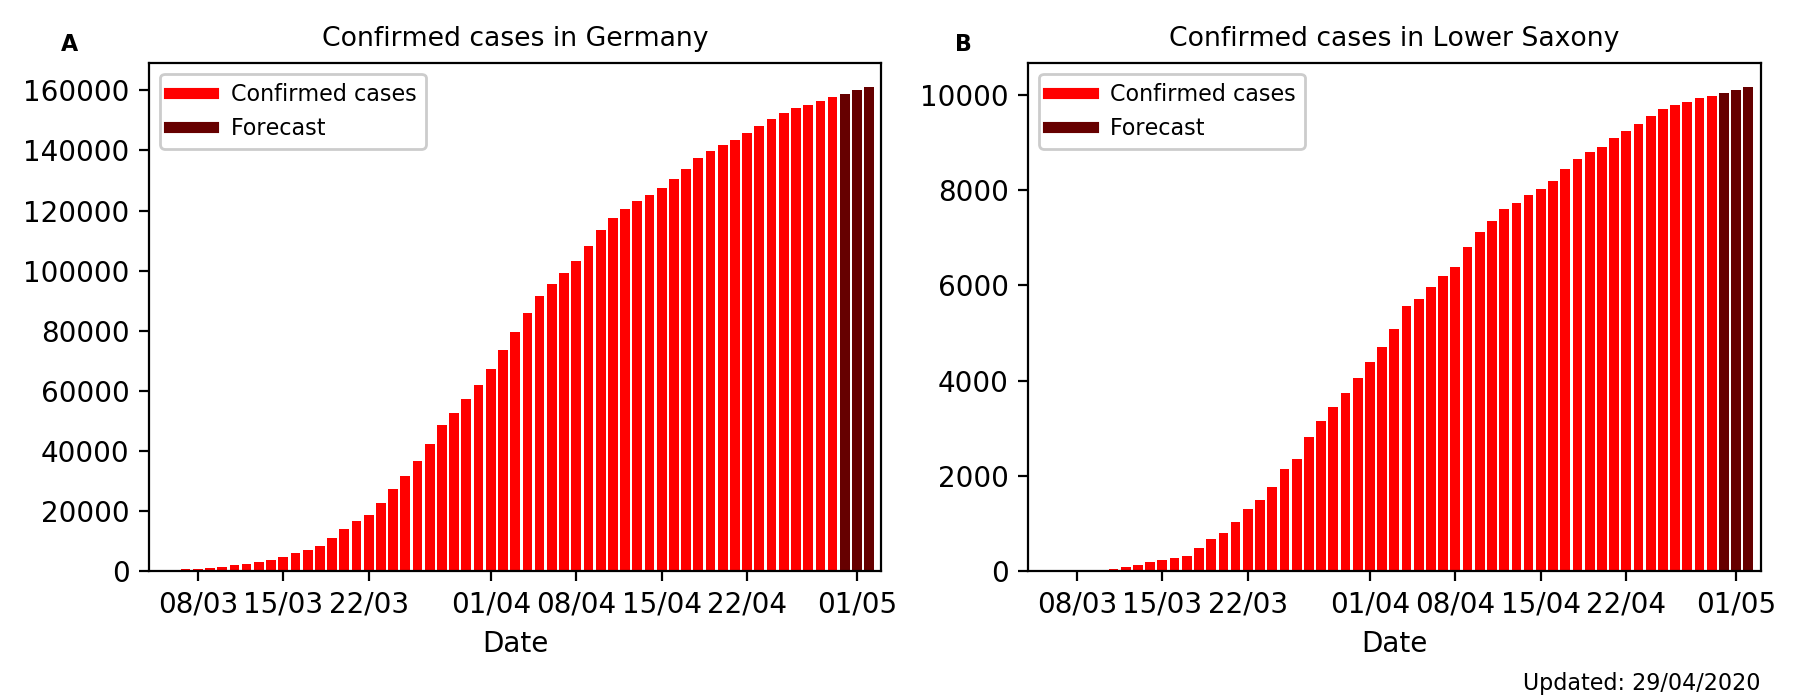 A
Confirmed cases in Germany
Confirmed cases
Forecast
160000
140000
120000
100000
80000
60000
40000
20000
0
08/03 15/03 22/03 01/04 08/04 15/04 22/04 01/05
Date
B
Confirmed cases in Lower Saxony
Confirmed cases
Forecast
10000
8000
6000
4000
2000
0
08/03 15/03 22/03 01/04 08/04 15/04 22/04 01/05
Date
Updated: 29/04/2020